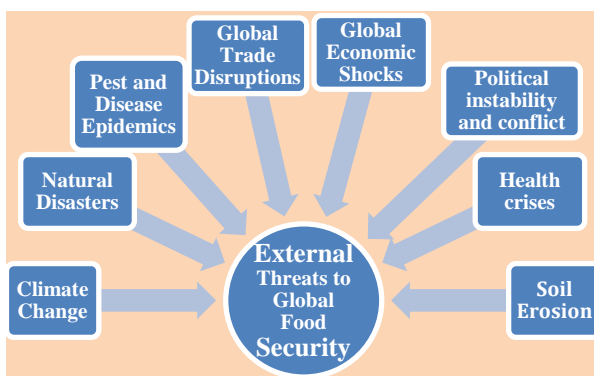 Global
Trade
Disruptions
Global
Economic
Shocks
Pest and
Disease
Epidemics
Political
instability
and conflict
Natural
Disasters
Health
crises
Climate
Change
External
Threats to
Global
Food
Security
Soil
Erosion